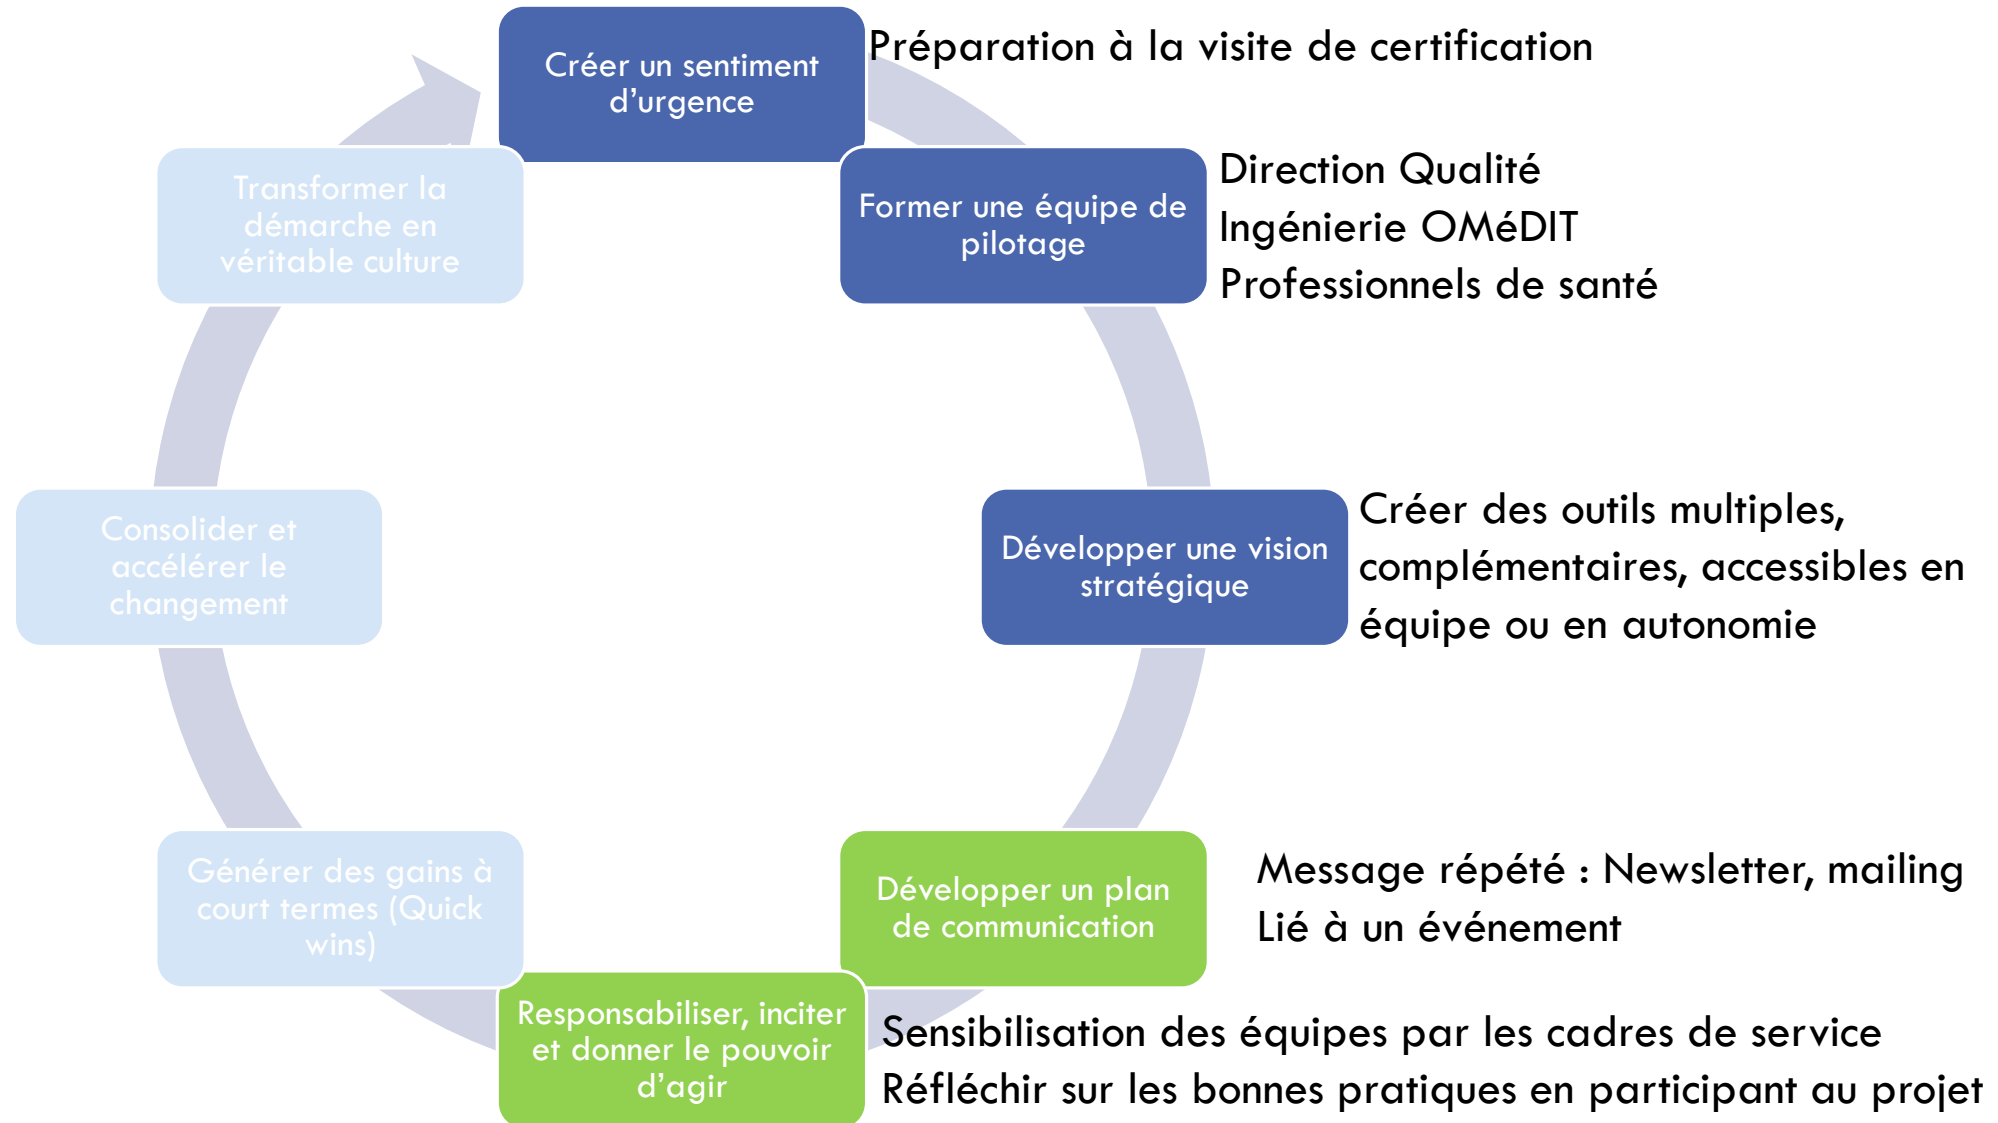 Créer un sentiment
d’urgence
Préparation à la visite de certification
Former une équipe de
pilotage
Direction Qualité
Ingénierie OMéDIT
Professionnels de santé
Développer une vision
stratégique
Créer des outils multiples,
complémentaires, accessibles en
équipe ou en autonomie
Développer un plan
de communication
Message répété : Newsletter, mailing
Lié à un événement
Responsabiliser, inciter
et donner le pouvoir
d’agir
Sensibilisation des équipes par les cadres de service
Réfléchir sur les bonnes pratiques en participant au projet
Générer des gains à
court termes (Quick
wins)
Consolider et
accélérer le
changement
Transformer la
démarche en
véritable culture